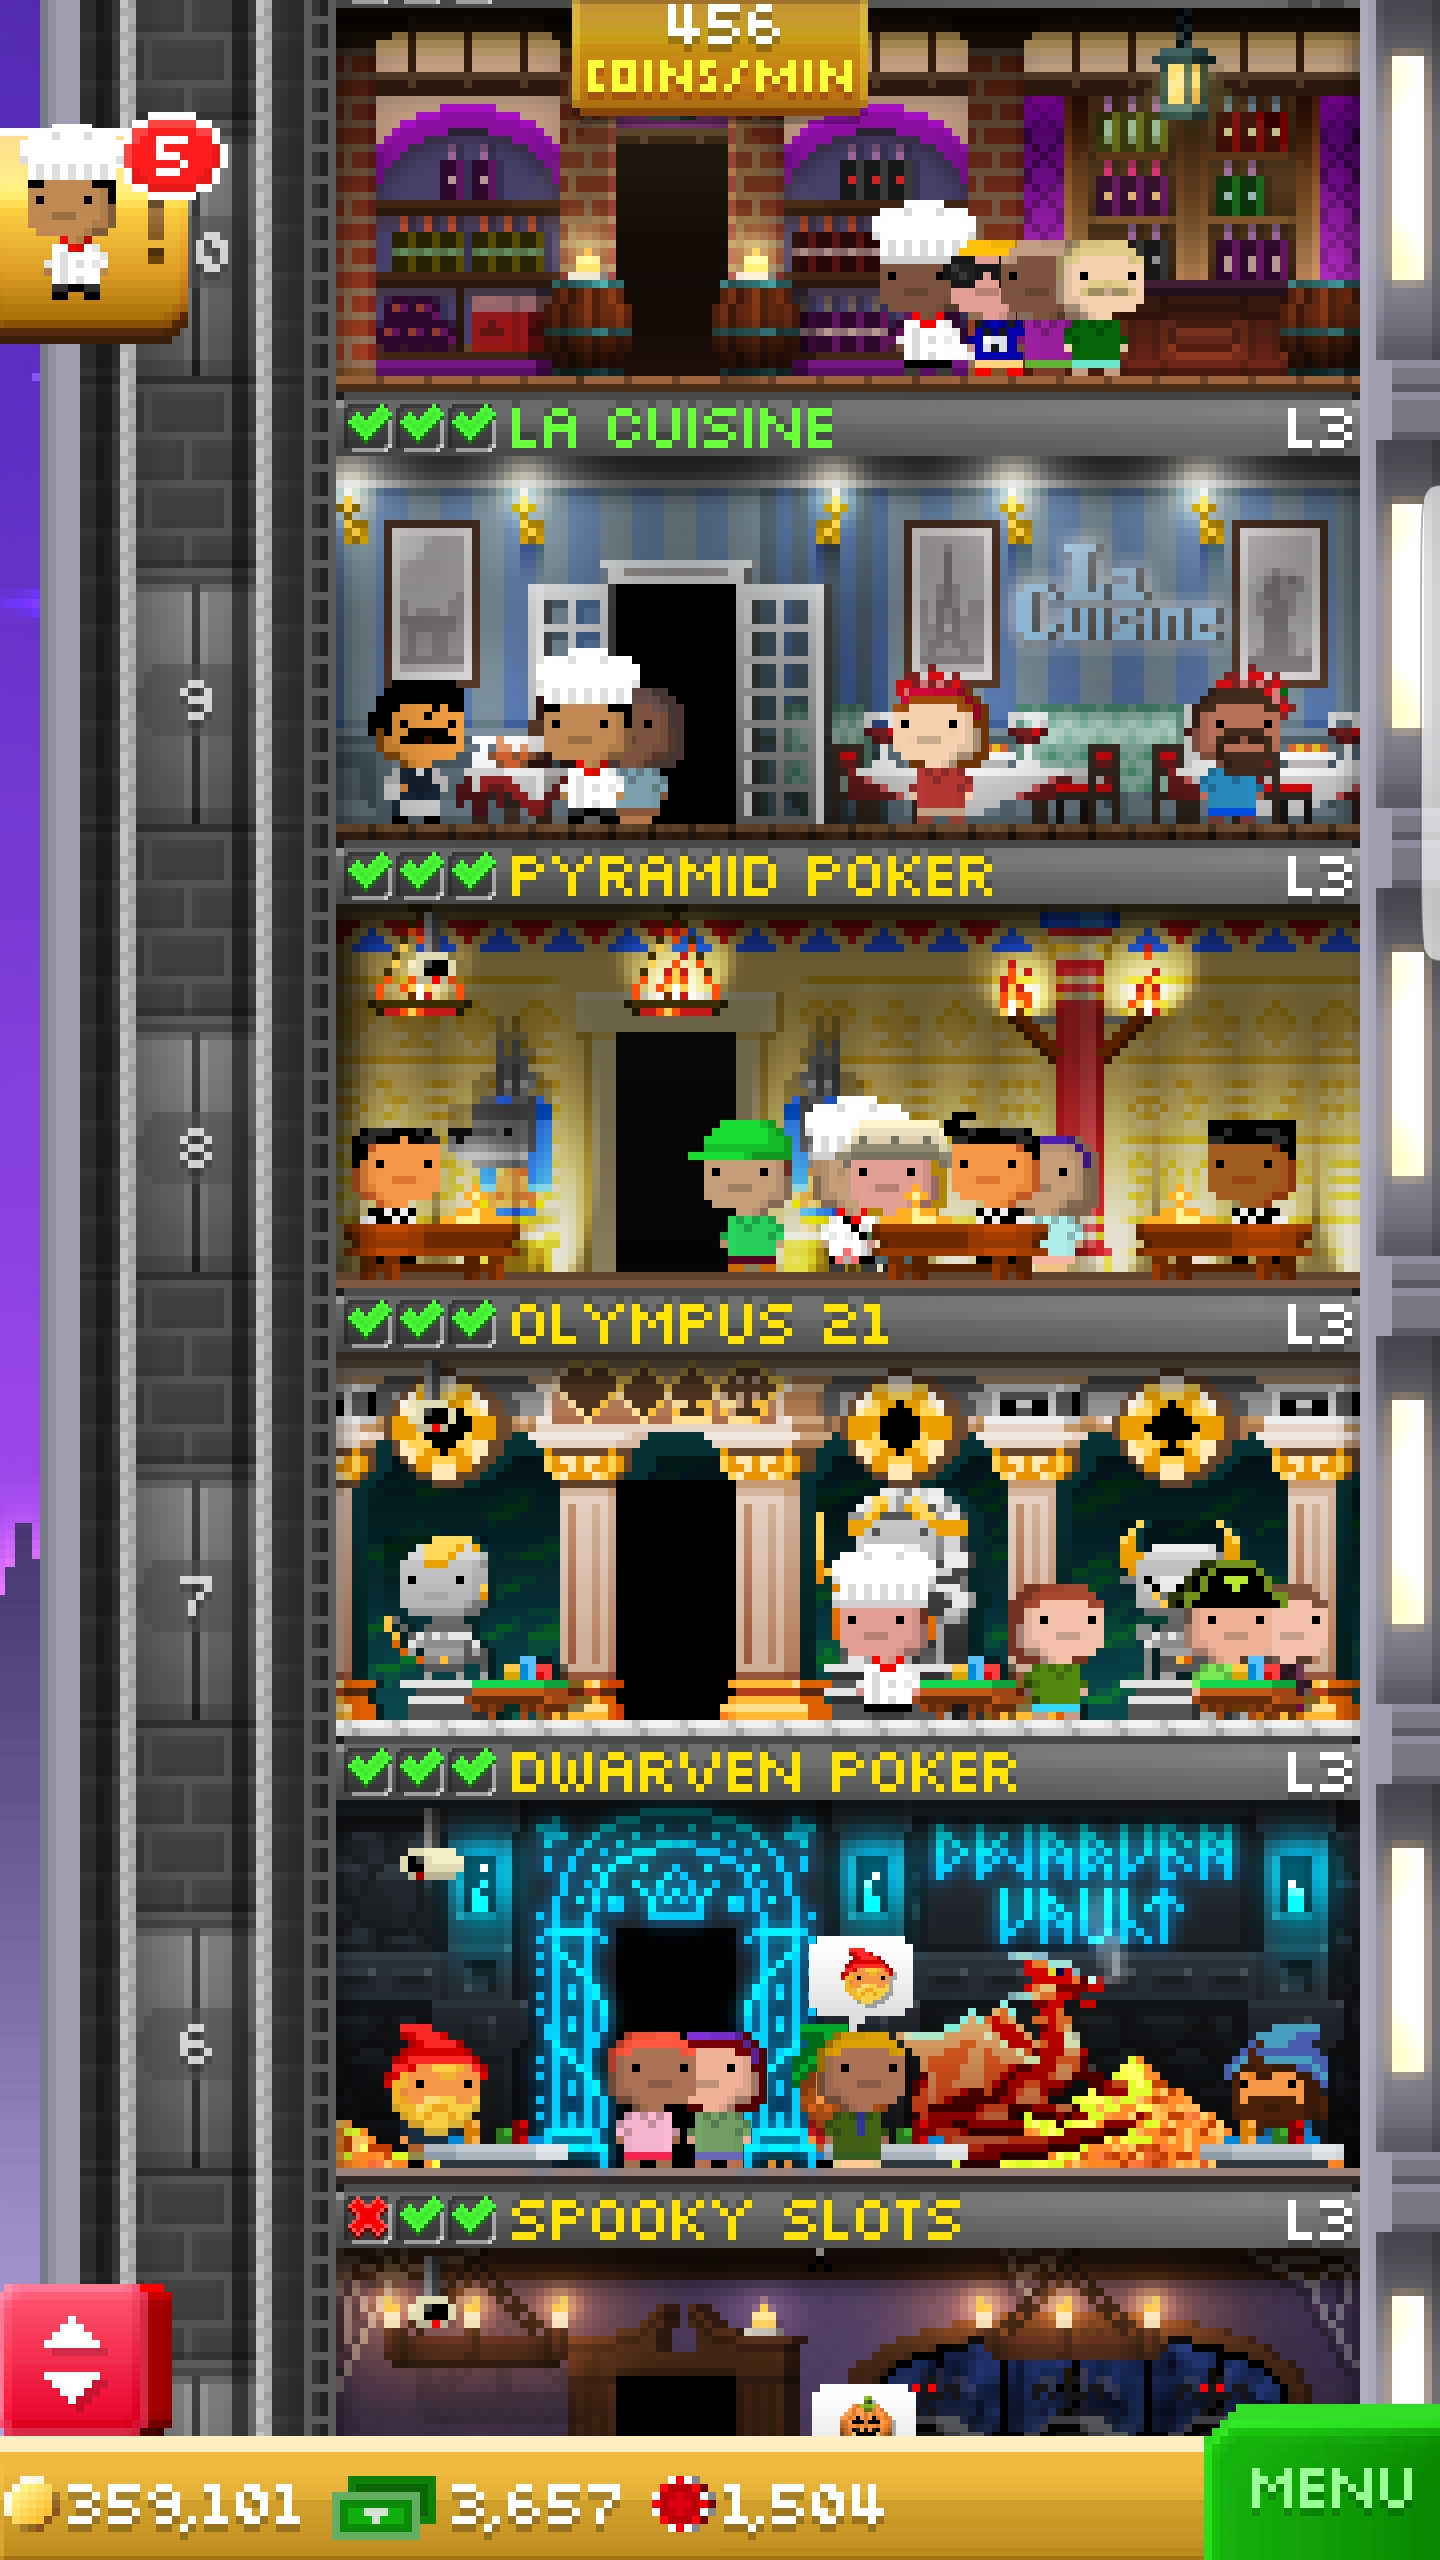 456
COINS/MIN
5
0
LA CUISINE L3
La
Cuisine
9
PYRAMID POKER L3
8
OLYMPUS 21 L3
7
DWARVEN POKER L3
DWARVEN
VAULT
6
SPOOKY SLOTS L3
359,101 3,657 1,504
MENU